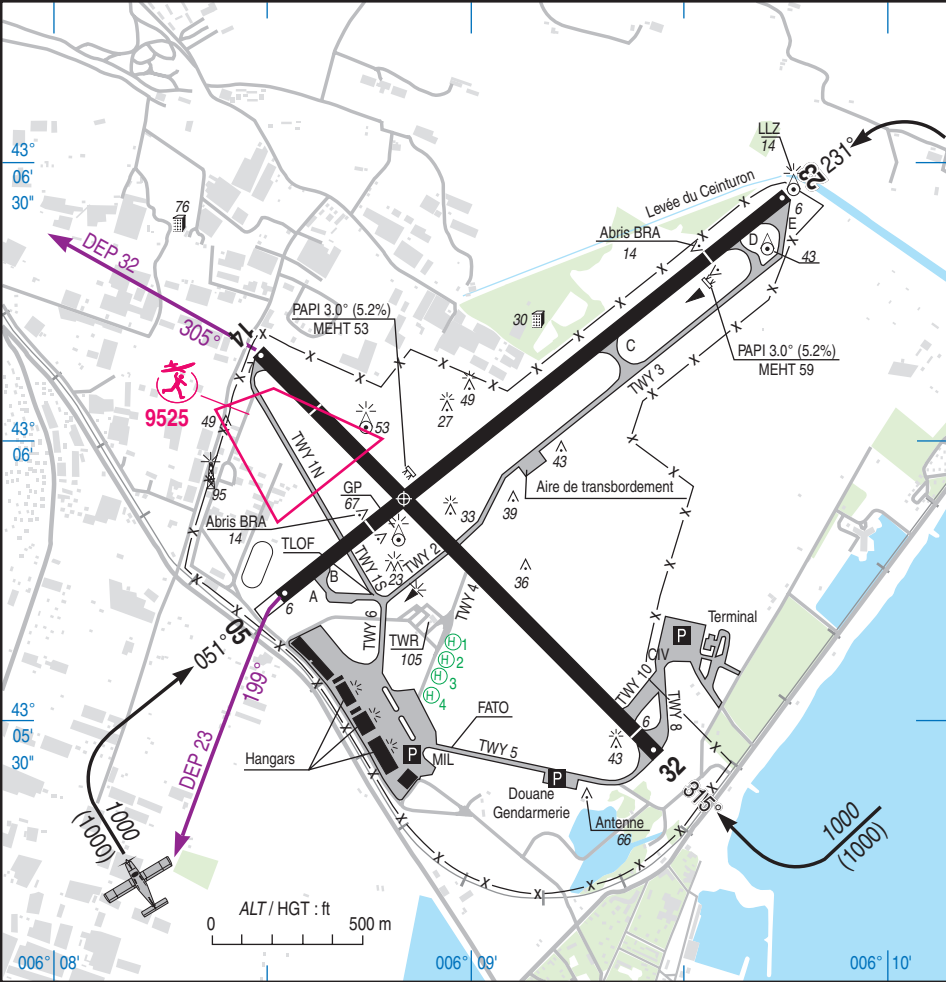 LLZ
14
23
231°
43°
06'
30"
Levée du Ceinturon
6
E
76
Abris BRA
14
D
43
DEP 32
305°
14
PAPI 3.0° (5.2%)
MEHT 53
30
C
PAPI 3.0° (5.2%)
MEHT 59
7
TWY 3
9525
49
49
27
53
43°
06'
TWY 1N
43
95
GP
67
Aire de transbordement
39
33
Abris BRA
14
TLOF
TWY 1S
23
TWY 2
36
B
A
6
TWY 6
TWY 4
05
051°
199°
TWR
105
H 1
H 2
H 3
H 4
Terminal
P
CIV
TWY 10
TWY 8
6
43°
05'
30"
FATO
DEP 23
Hangars
P
MIL
TWY 5
43
32
P
Douane
Gendarmerie
315°
Antenne
66
1000
(1000)
1000
(1000)
ALT / HGT : ft
0
500 m
006° 08'
006° 09'
006° 10'
X